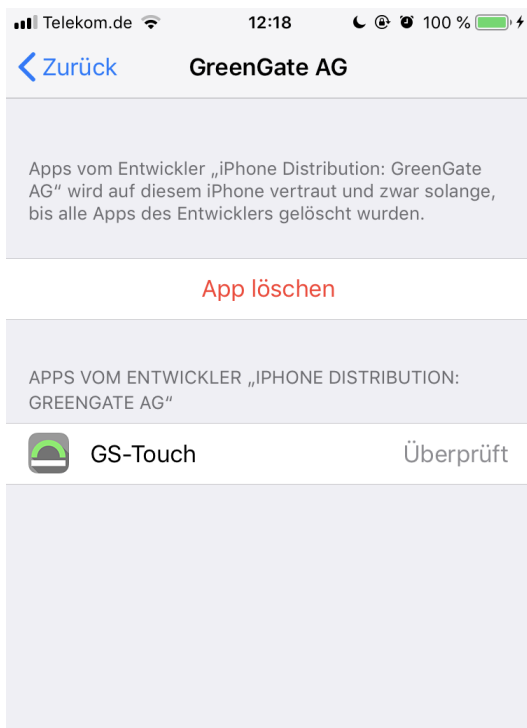 Telekom.de 12:18 100 %
Zurück GreenGate AG
Apps vom Entwickler „iPhone Distribution: GreenGate
AG“ wird auf diesem iPhone vertraut und zwar solange,
bis alle Apps des Entwicklers gelöscht wurden.
App löschen
APPS VOM ENTWICKLER „IPHONE DISTRIBUTION:
GREENGATE AG“
GS-Touch Überprüft